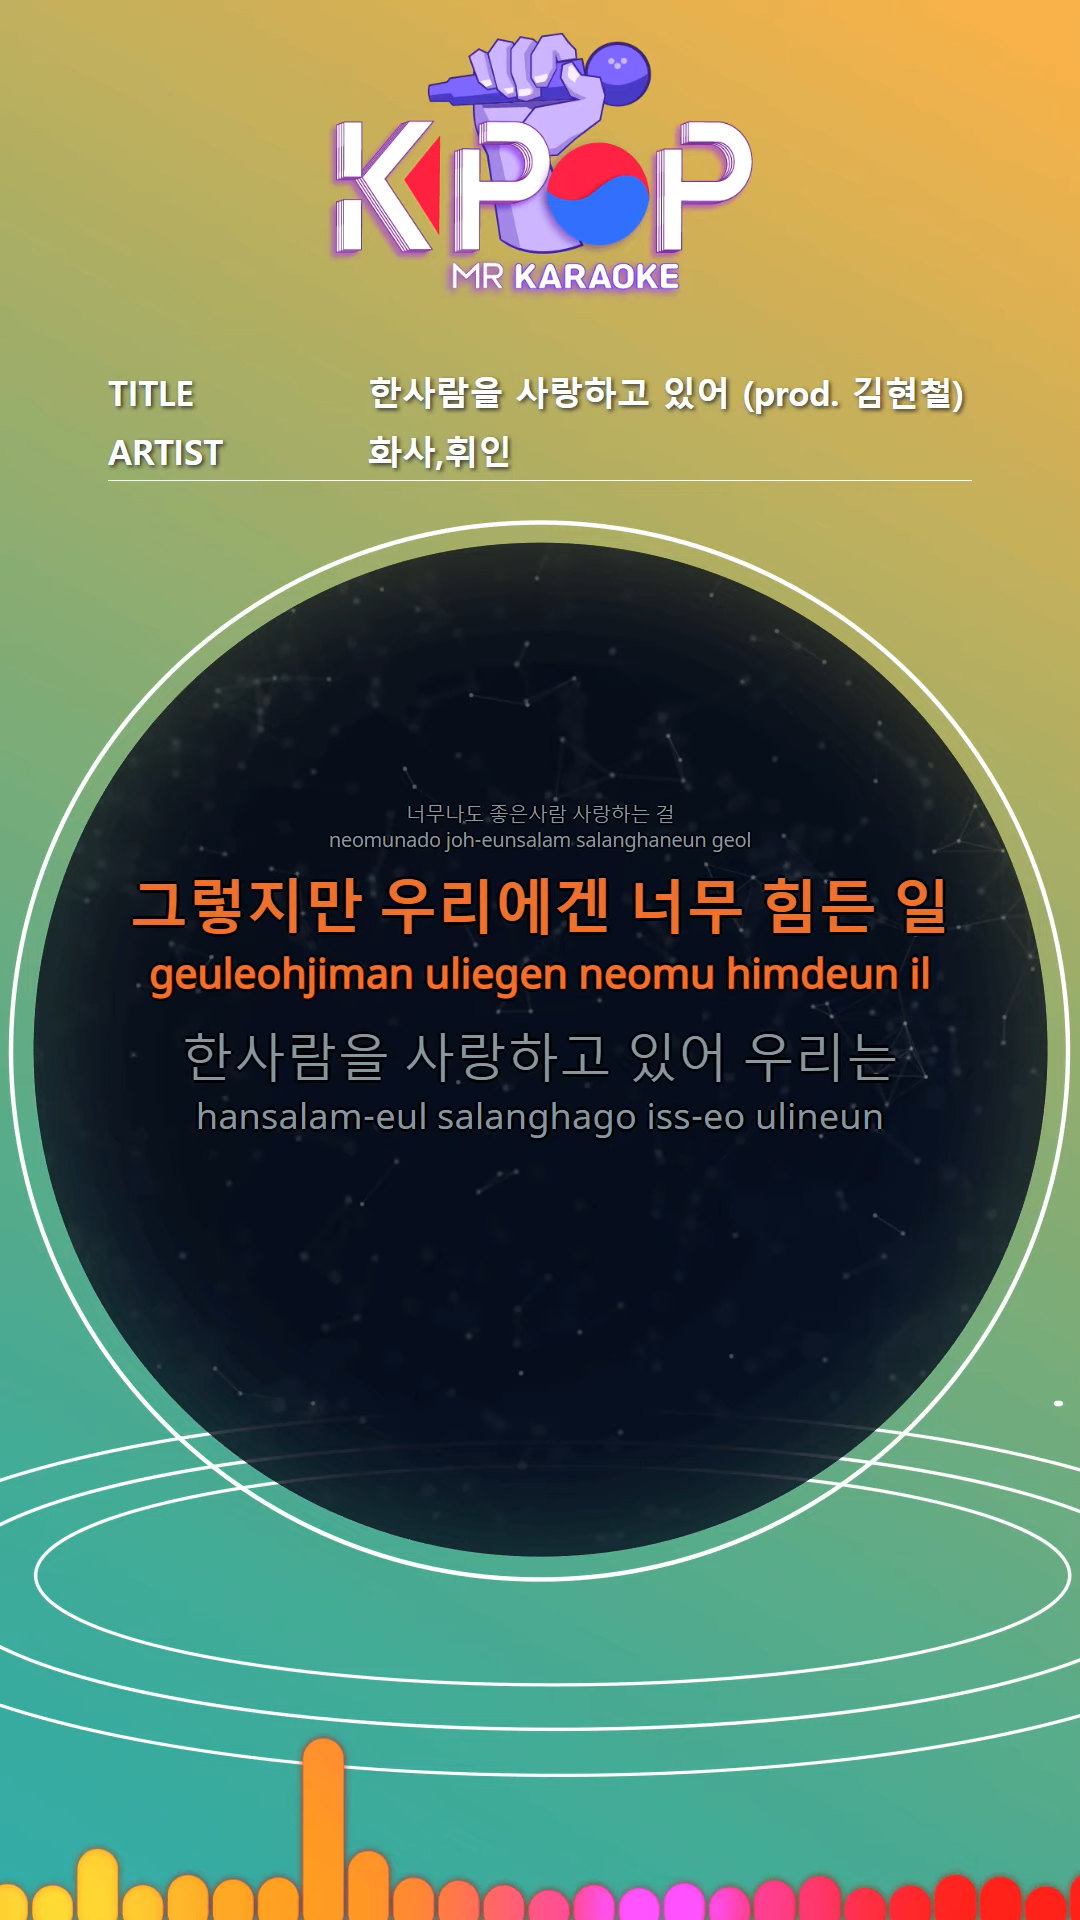 KPOP
MR KARAOKE
TITLE 한사람을 사랑하고 있어 (prod. 김현철)
ARTIST 화사,휘인
너무나도 좋은사람 사랑하는 걸
neomunado joh-eunsalam salanghaneun geol
그렇지만 우리에겐 너무 힘든 일
geuleohjiman uliegen neomu himdeun il
한사람을 사랑하고 있어 우리는
hansalam-eul salanghago iss-eo ulineun